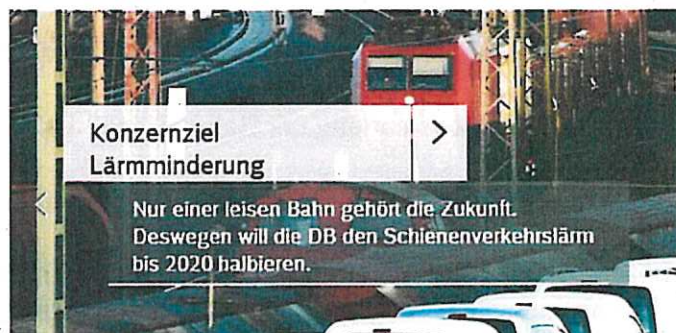 Konzernziel
Lärmminderung
Nur einer leisen Bahn gehört die Zukunft.
Deswegen will die DB den Schienenverkehrslärm
bis 2020 halbieren.